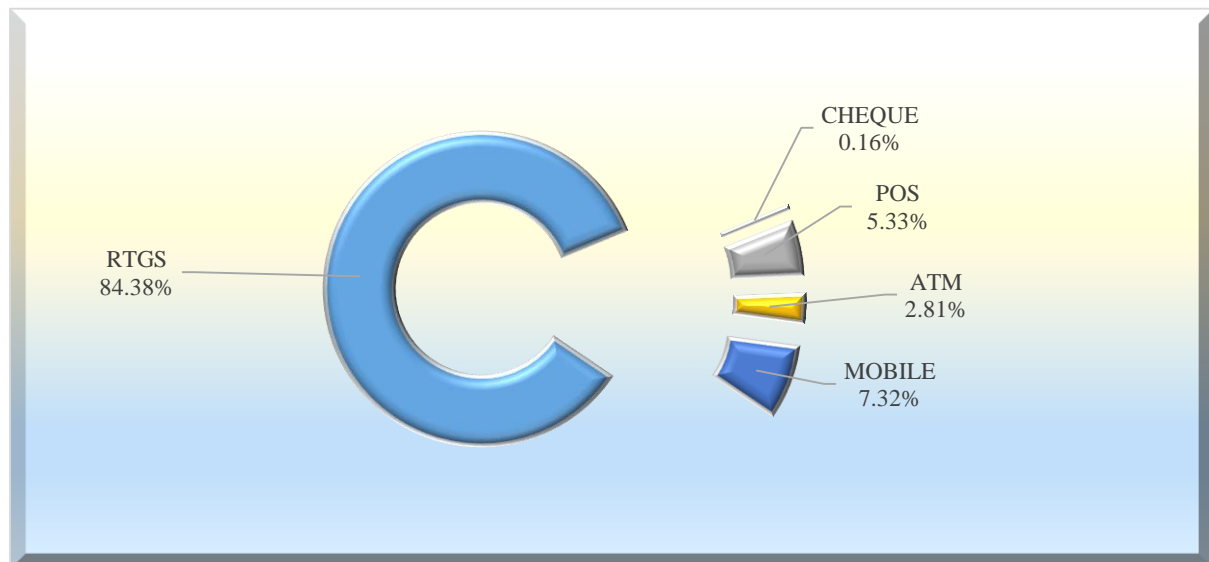 CHEQUE
0.16%
POS
5.33%
RTGS
84.38%
ATM
2.81%
MOBILE
7.32%